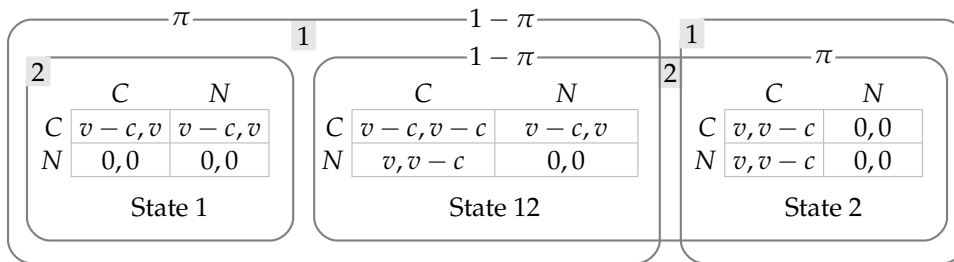 π 1 − π
1 1
1 − π π
2 2
C N C N C N
C v − c, v v − c, v C v − c, v − c v − c, v C v, v − c 0, 0
N 0, 0 0, 0 N v, v − c 0, 0 N v, v − c 0, 0
State 1 State 12 State 2